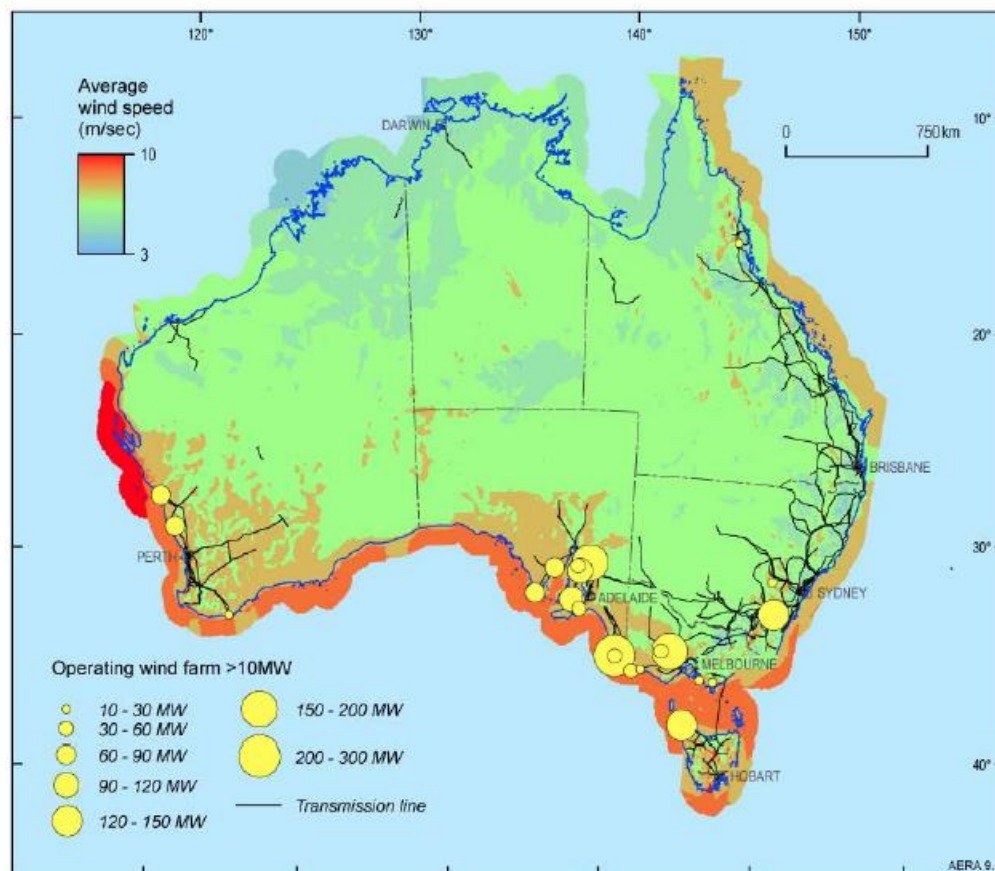 120° 130° 140° 150°
Average
wind speed
(m/sec)
10
3
DARWIN
0 750 km
10°
20°
BRISBANE
30°
PERTH
ADELAIDE
SYDNEY
MELBOURNE
Operating wind farm >10MW
10 - 30 MW
30 - 60 MW
60 - 90 MW
90 - 120 MW
120 - 150 MW
150 - 200 MW
200 - 300 MW
Transmission line
HOBART
40°
AERA 9.